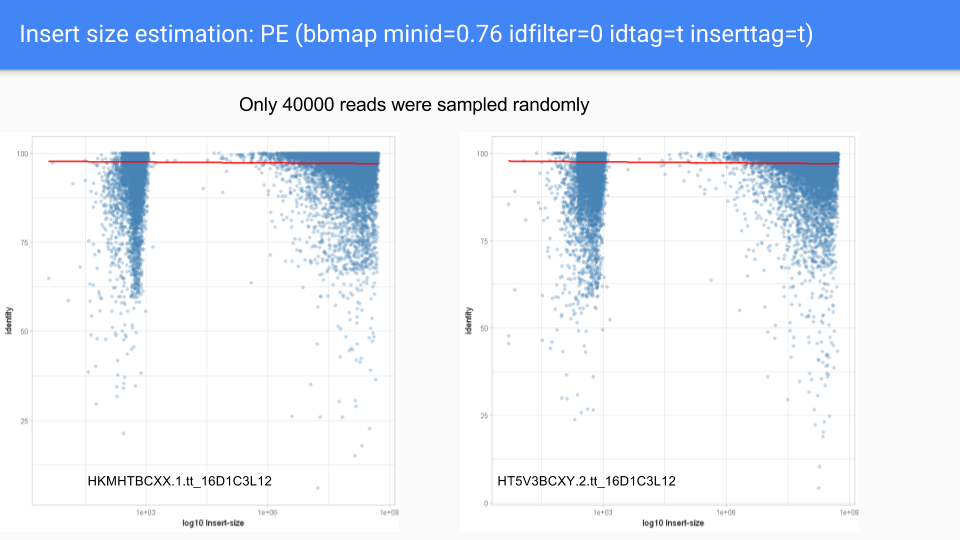 Insert size estimation: PE (bbmap minid=0.76 idfilter=0 idtag=t inserttag=t)
Only 40000 reads were sampled randomly
100
75
50
25
identity
HKMHTBCXX.1.tt_16D1C3L12
1e+03
1e+06
1e+09
log10 Insert-size
100
75
50
25
0
identity
HT5V3BCXY.2.tt_16D1C3L12
1e+03
1e+06
1e+09
log10 Insert-size